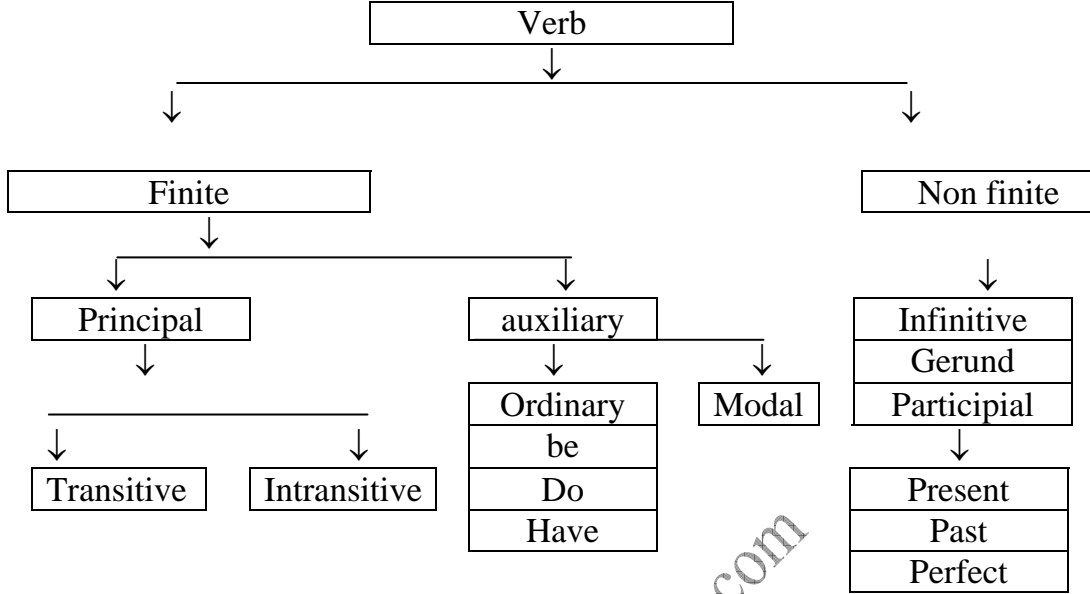 Verb
Finite
Non finite
Principal
auxiliary
Infinitive
Gerund
Participial
Ordinary
be
Do
Have
Modal
Transitive
Intransitive
Present
Past
Perfect
com